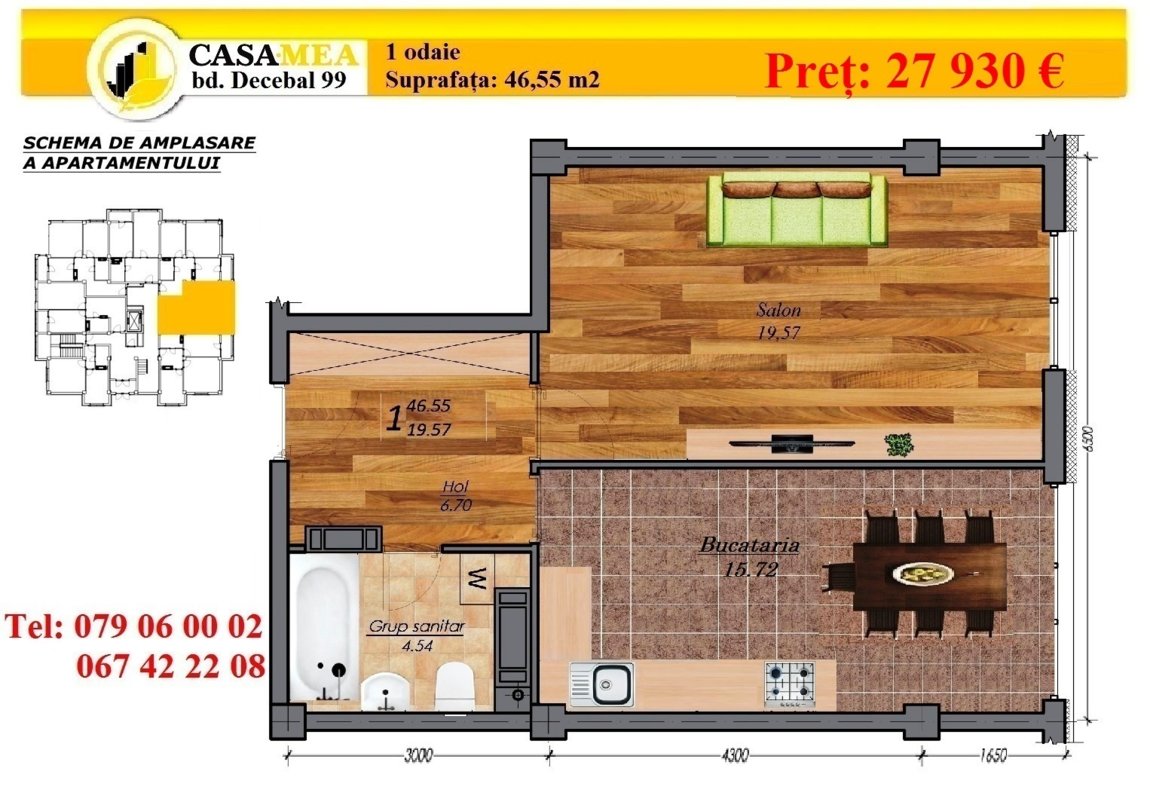 CASA MEA
bd. Decebal 99
1 odaie
Suprafața: 46,55 m2
Preț: 27 930 €
SCHEMA DE AMPLASARE
A APARTAMENTULUI
Salon
19,57
1
46.55
19.57
Hol
6.70
Bucataria
15.72
W
Grup sanitar
4.54
Tel: 079 06 00 02
067 42 22 08
6500
3000
4300
1650